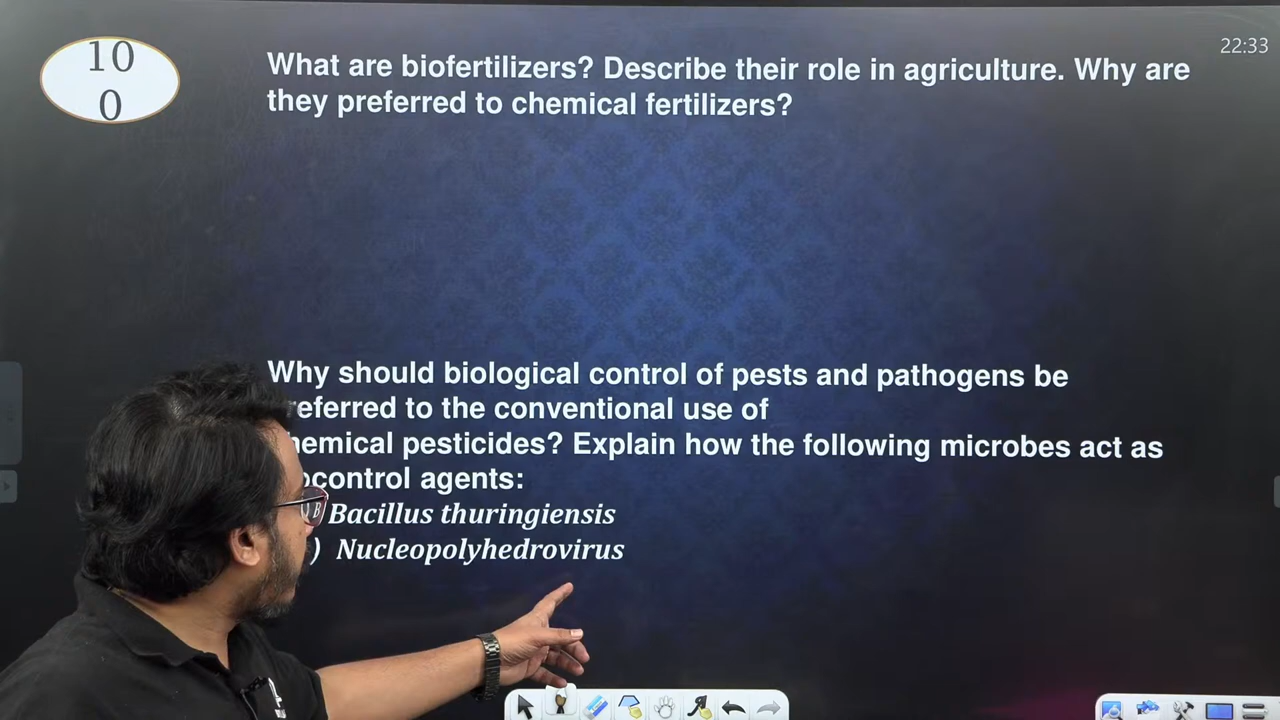 10
0
22:33
What are biofertilizers? Describe their role in agriculture. Why are
they preferred to chemical fertilizers?
Why should biological control of pests and pathogens be
referred to the conventional use of
hemical pesticides? Explain how the following microbes act as
ocontrol agents:
Bacillus thuringiensis
) Nucleopolyhedrovirus